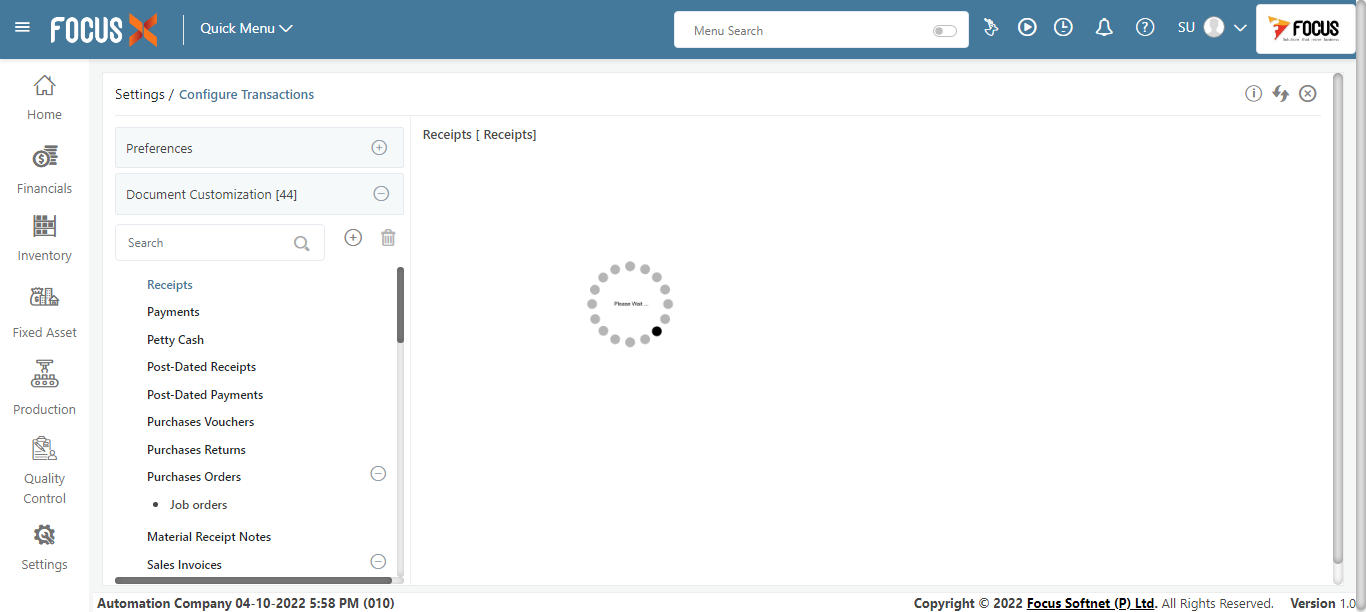 FOCUS X
Quick Menu
Menu Search
SU
FOCUS
Settings / Configure Transactions
Home
Financials
Inventory
Fixed Asset
Production
Quality
Control
Settings
Preferences
Document Customization [44]
Search
Receipts
Payments
Petty Cash
Post-Dated Receipts
Post-Dated Payments
Purchases Vouchers
Purchases Returns
Purchases Orders
Job orders
Material Receipt Notes
Sales Invoices
Receipts [ Receipts]
Please Wait ...
Automation Company 04-10-2022 5:58 PM (010)
Copyright © 2022 Focus Softnet (P) Ltd. All Rights Reserved.
Version 1.0